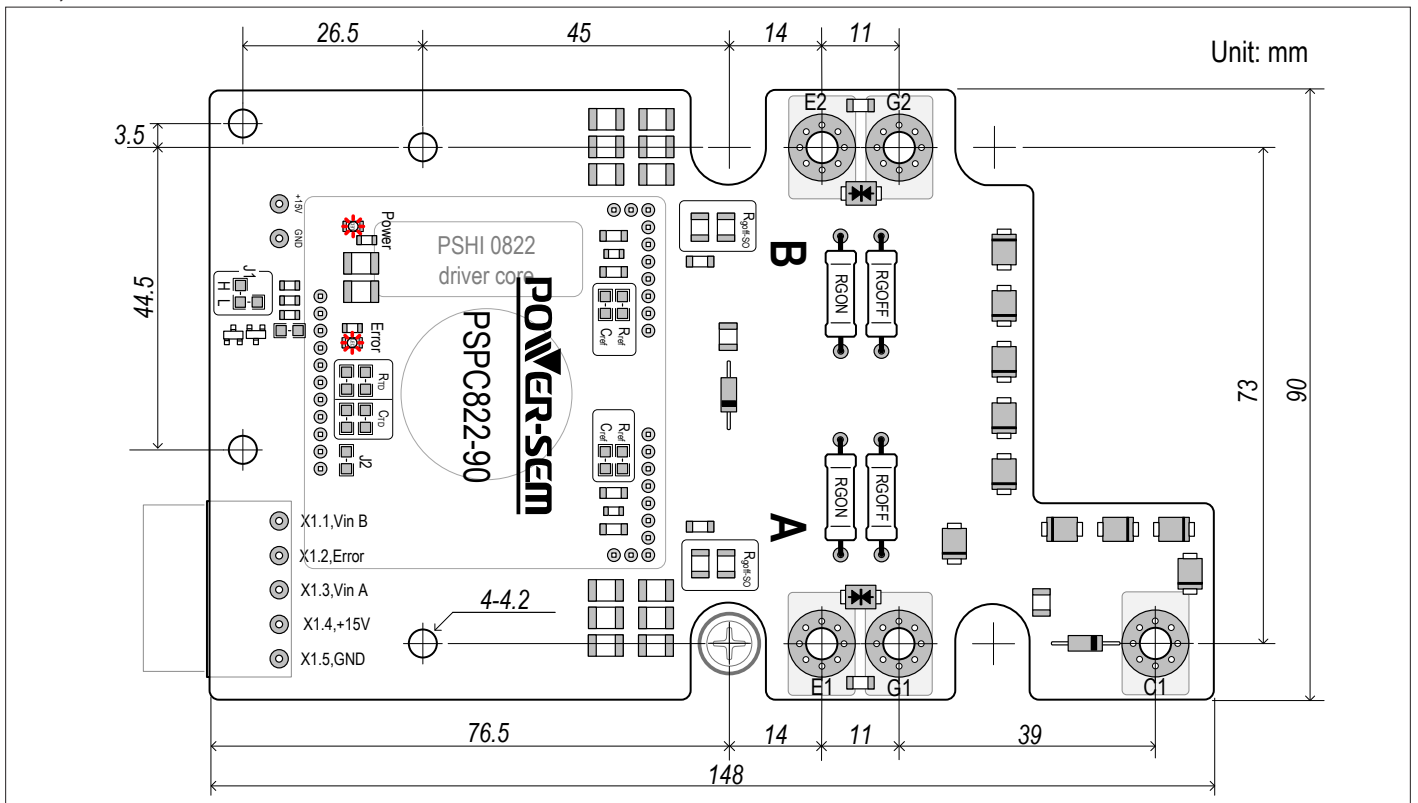 26.5
45
14
11
Unit: mm
E2
G2
3.5
+15V
GND
Power
PSHI 0822
driver core
Rgoff-SO
B
J1
H
L
RGON
RGOFF
44.5
Error
Cref
Rref
POWER-SEM
PSPC822-90
73
90
RTD
CTD
J2
Cref
Rref
RGON
RGOFF
A
X1.1,Vin B
X1.2,Error
X1.3,Vin A
X1.4,+15V
X1.5,GND
Rgoff-SO
4-4.2
E1
G1
C1
76.5
14
11
39
148